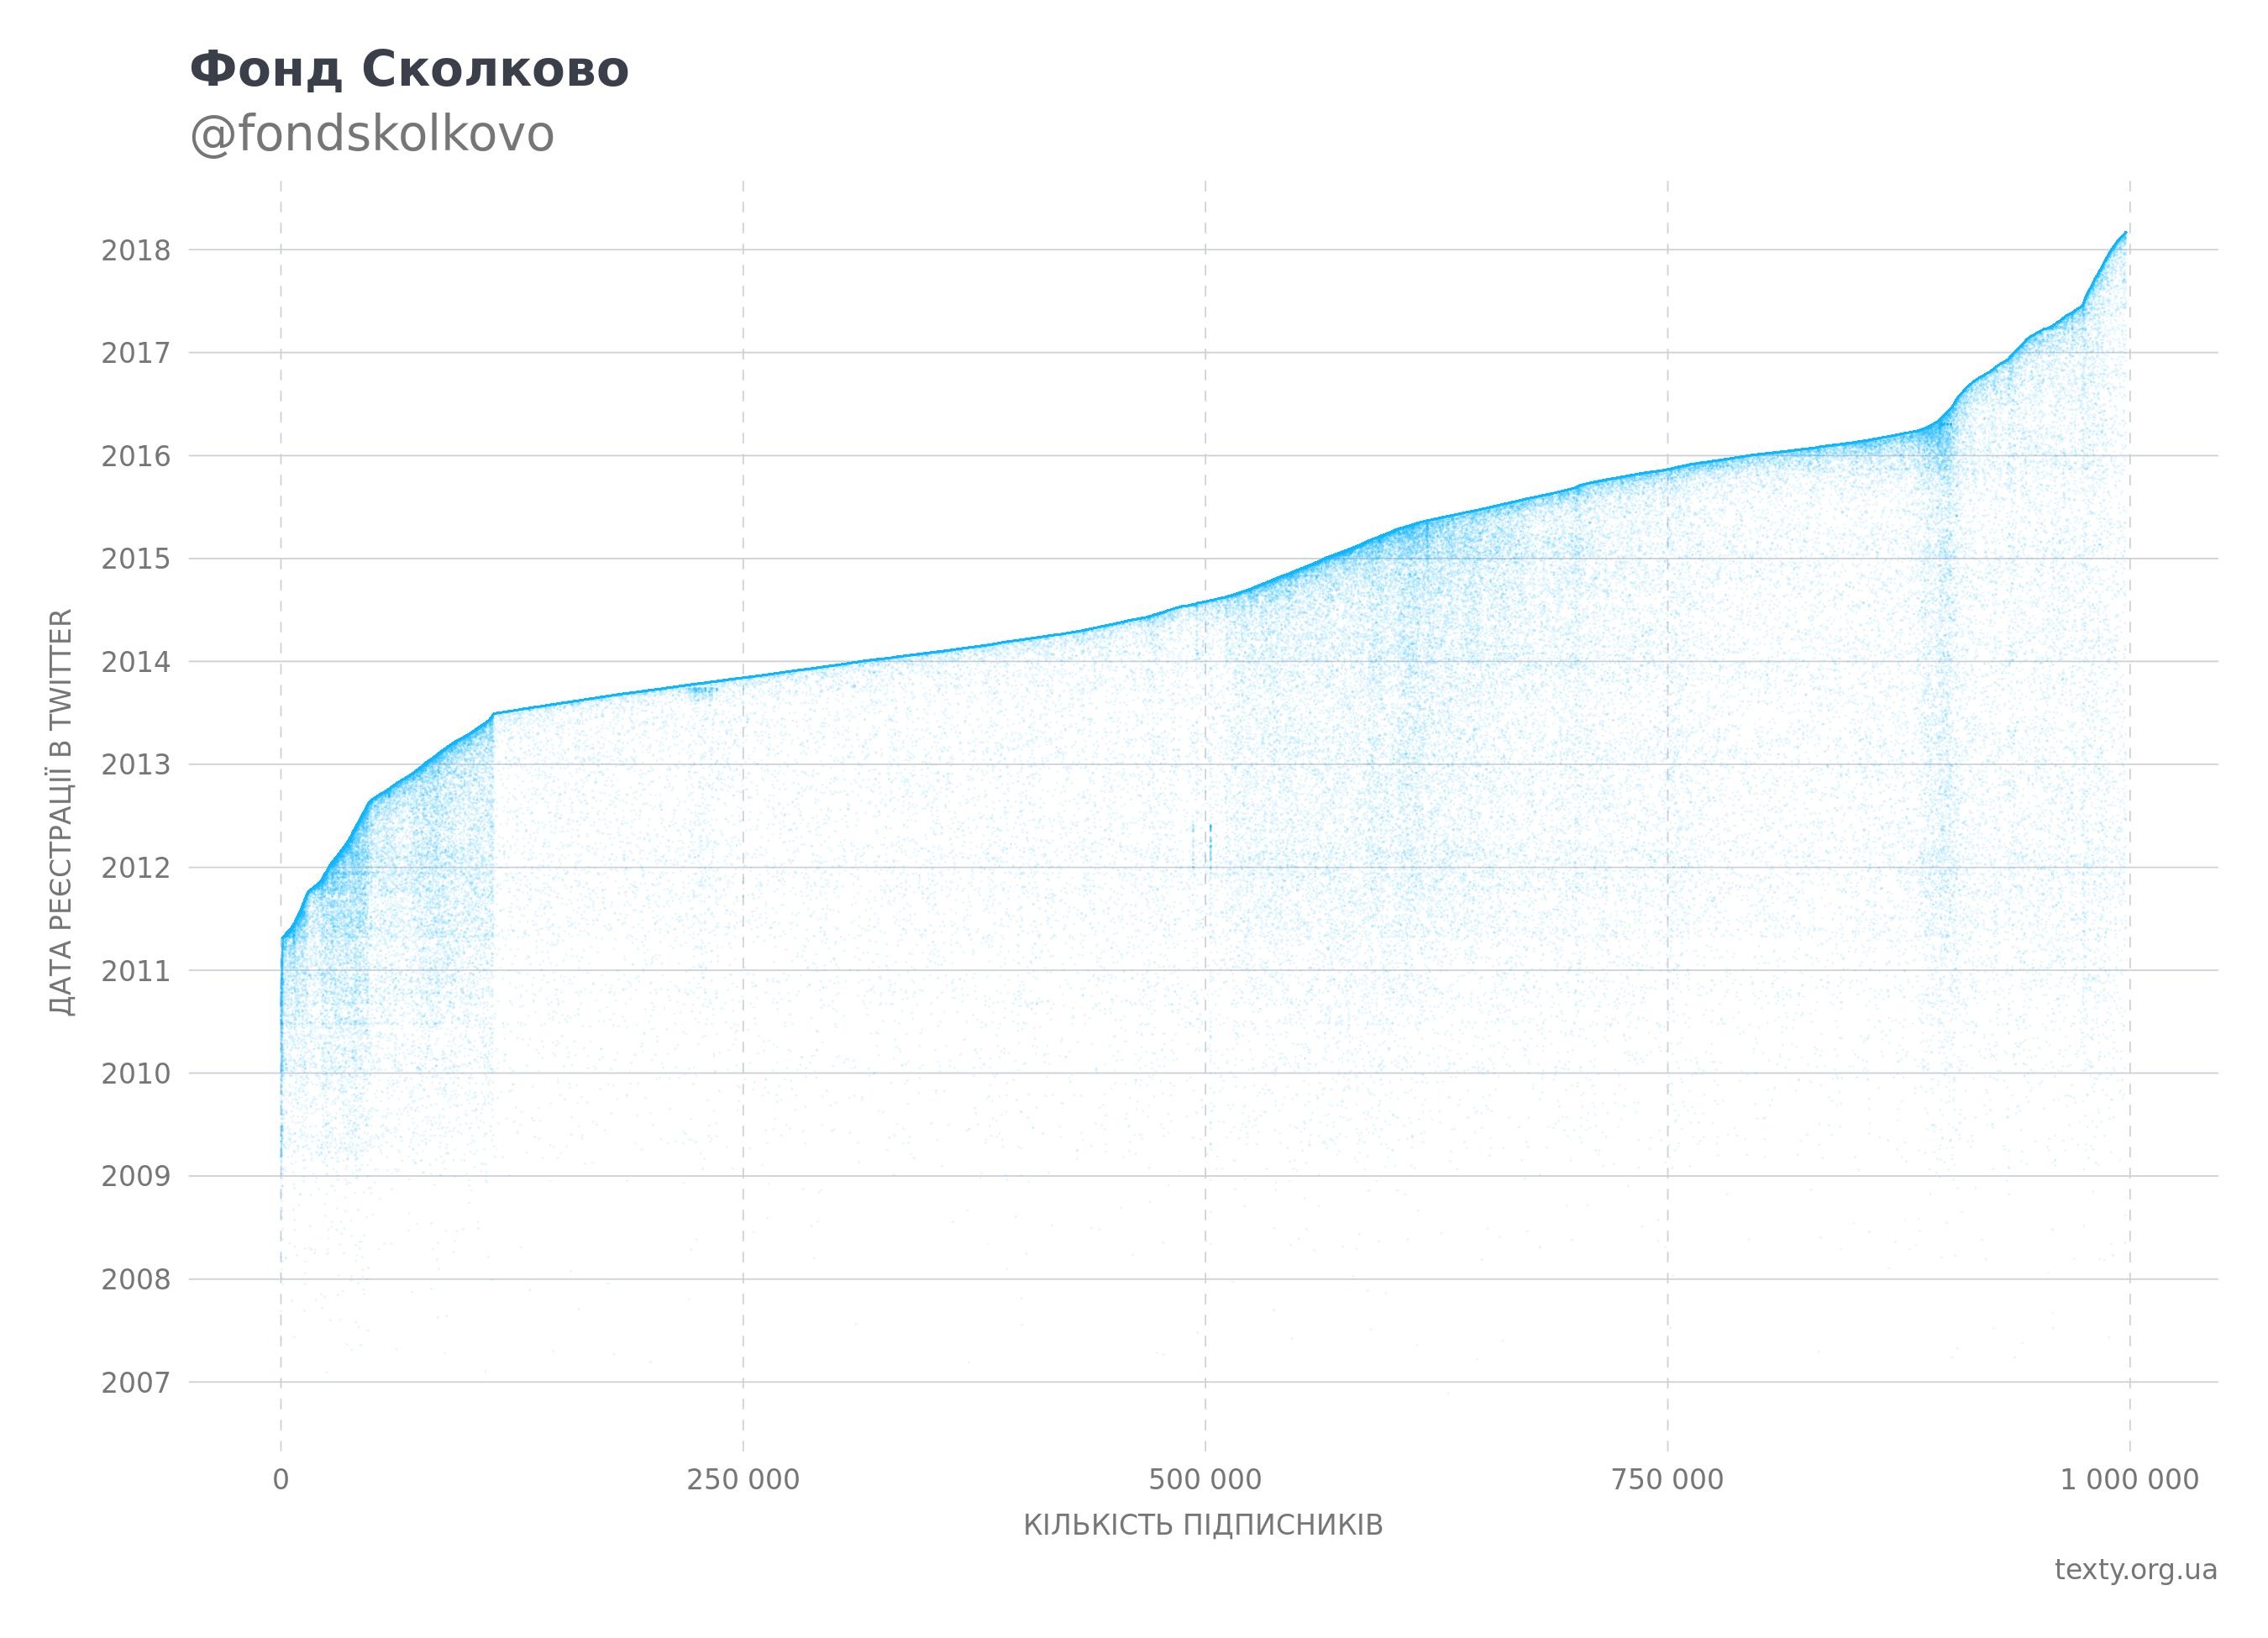 Фонд Сколково
@fondskolkovo
2018
2017
2016
2015
2014
2013
2012
2011
2010
2009
2008
2007
ДАТА РЕЄСТРАЦІЇ В TWITTER
0 250 000 500 000 750 000 1 000 000
КІЛЬКІСТЬ ПІДПИСНИКІВ
texty.org.ua